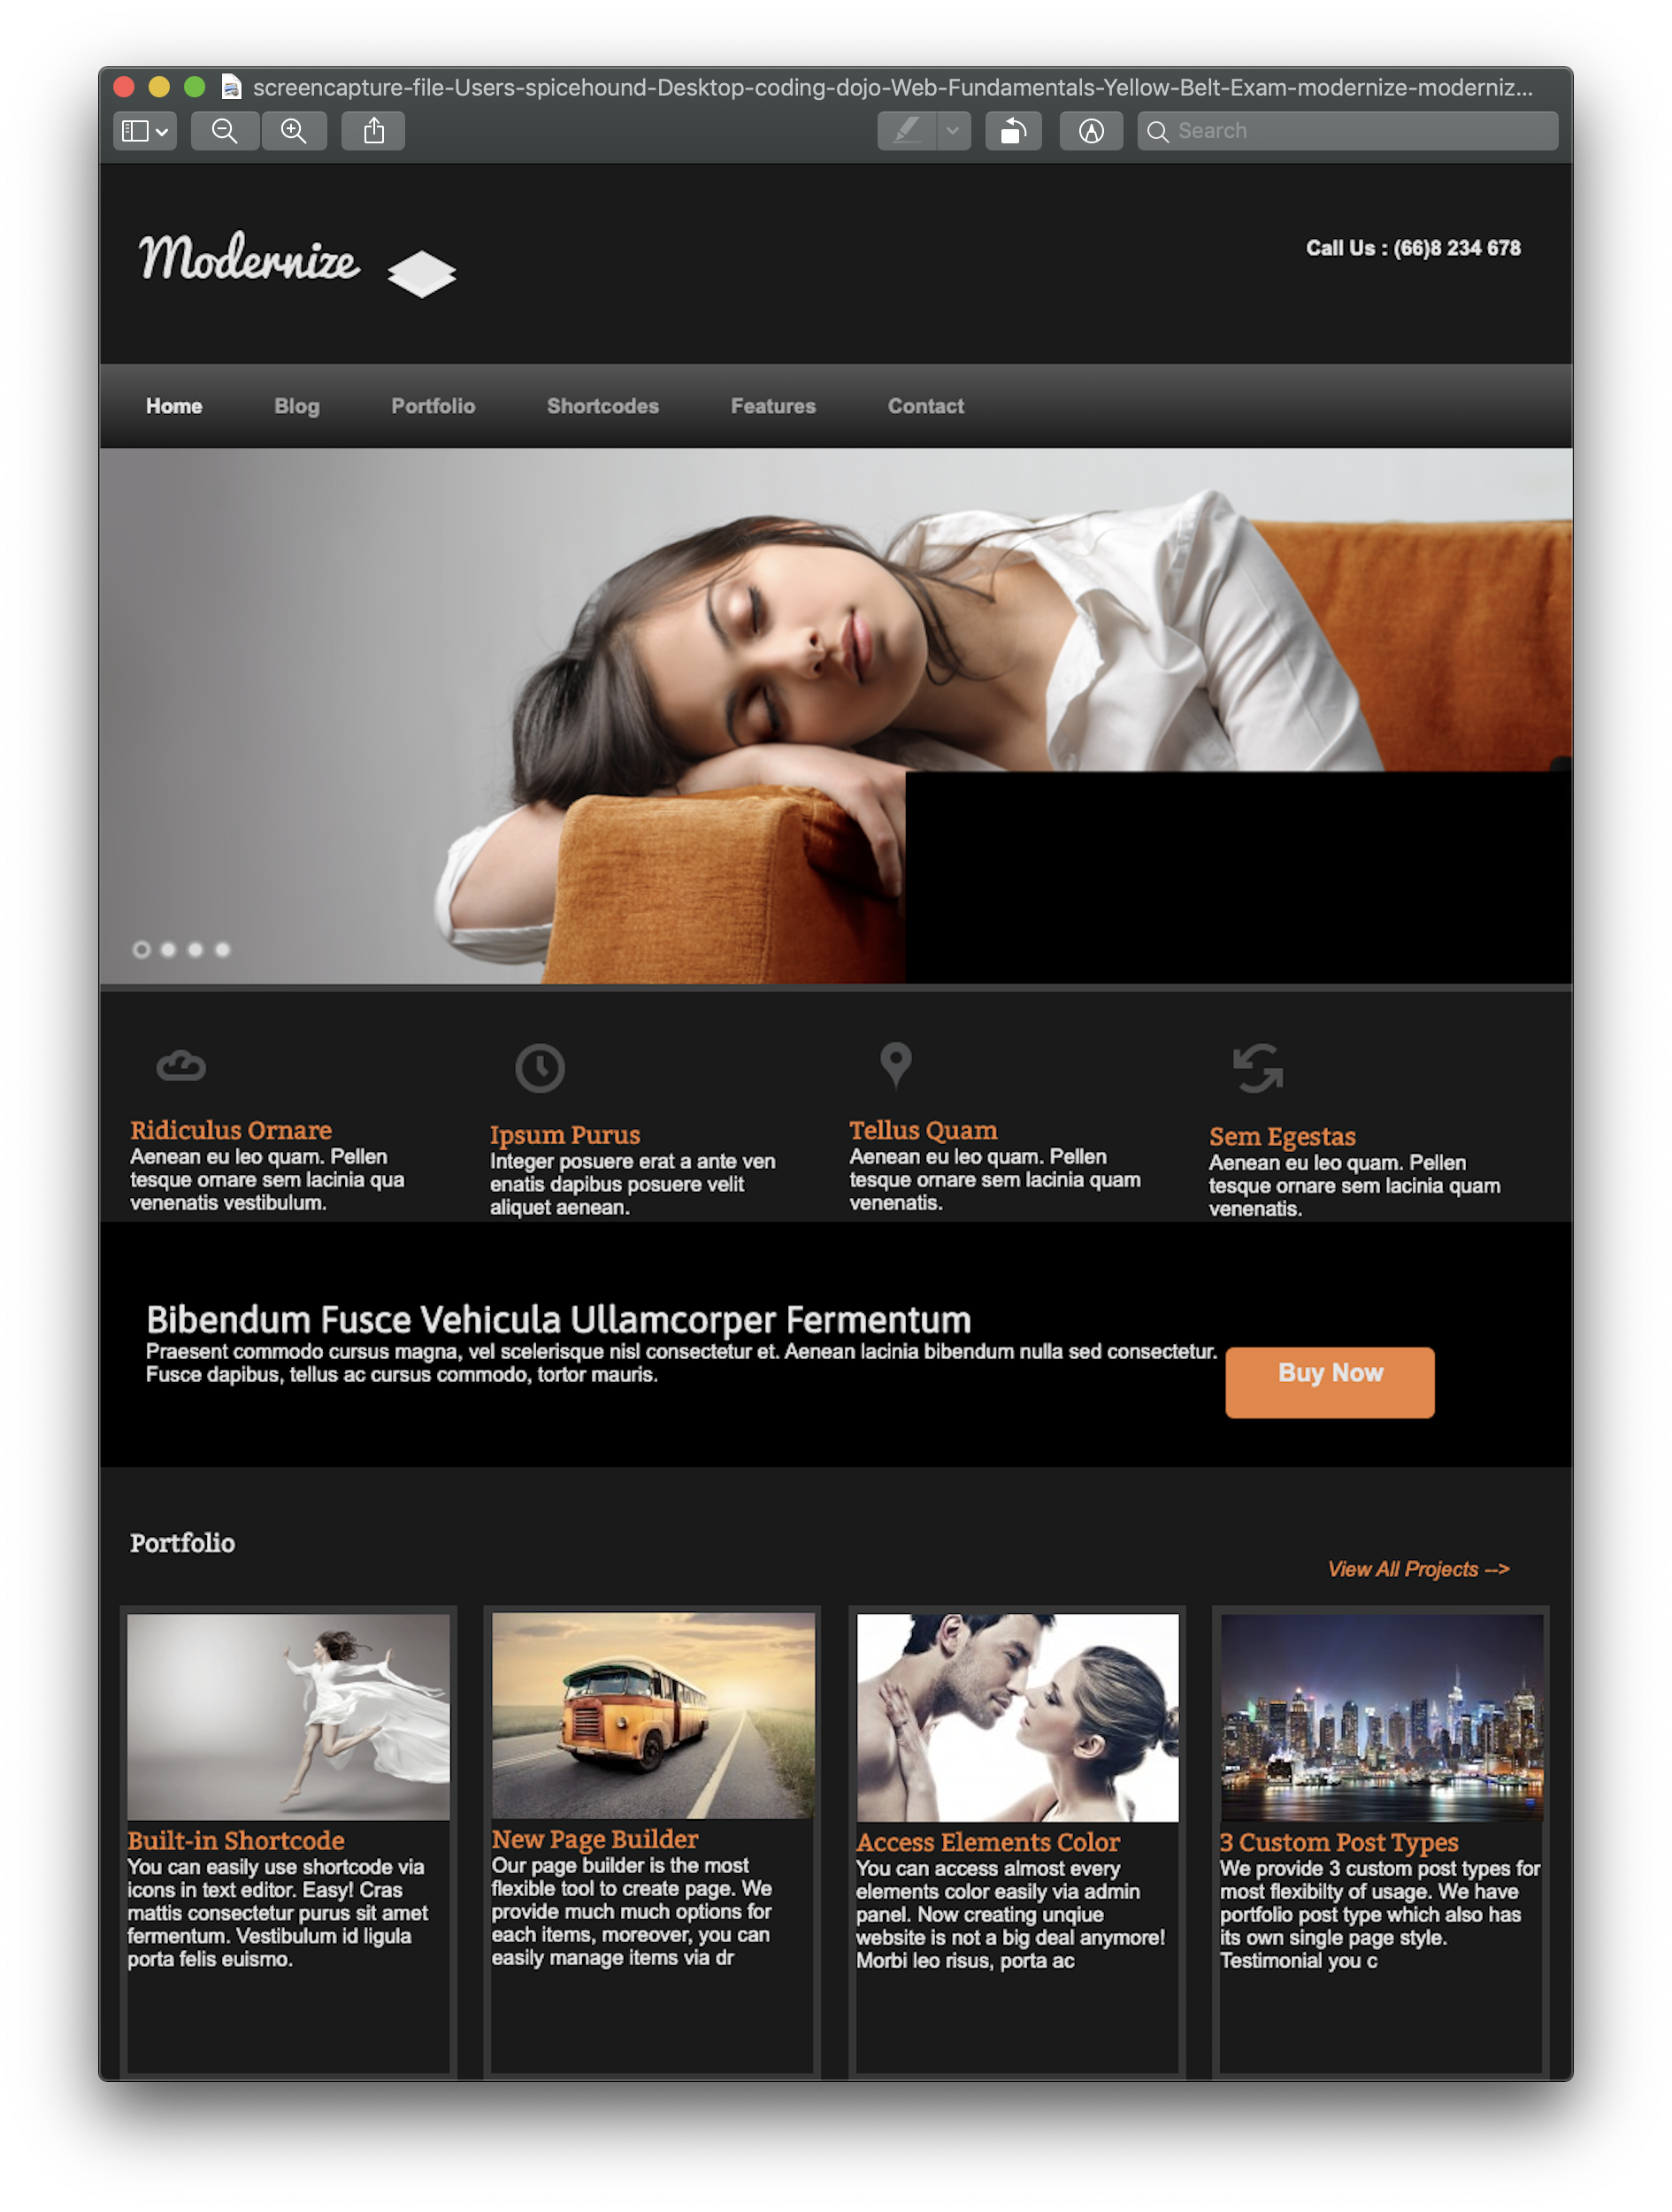 screencapture-file-Users-spicehound-Desktop-coding-dojo-Web-Fundamentals-Yellow-Belt-Exam-modernize-moderniz...
Search
Modernize
Call Us : (66)8 234 678
Home Blog Portfolio Shortcodes Features Contact
Ridiculus Ornare
Aenean eu leo quam. Pellen
tesque ornare sem lacinia qua
venenatis vestibulum.
Ipsum Purus
Integer posuere erat a ante ven
enatis dapibus posuere velit
aliquet aenean.
Tellus Quam
Aenean eu leo quam. Pellen
tesque ornare sem lacinia quam
venenatis.
Sem Egestas
Aenean eu leo quam. Pellen
tesque ornare sem lacinia quam
venenatis.
Bibendum Fusce Vehicula Ullamcorper Fermentum
Praesent commodo cursus magna, vel scelerisque nisl consectetur et. Aenean lacinia bibendum nulla sed consectetur.
Fusce dapibus, tellus ac cursus commodo, tortor mauris.
Buy Now
Portfolio
View All Projects -->
Built-in Shortcode
You can easily use shortcode via
icons in text editor. Easy! Cras
mattis consectetur purus sit amet
fermentum. Vestibulum id ligula
porta felis euismo.
New Page Builder
Our page builder is the most
flexible tool to create page. We
provide much much options for
each items, moreover, you can
easily manage items via dr
Access Elements Color
You can access almost every
elements color easily via admin
panel. Now creating unqiue
website is not a big deal anymore!
Morbi leo risus, porta ac
3 Custom Post Types
We provide 3 custom post types for
most flexibilty of usage. We have
portfolio post type which also has
its own single page style.
Testimonial you c